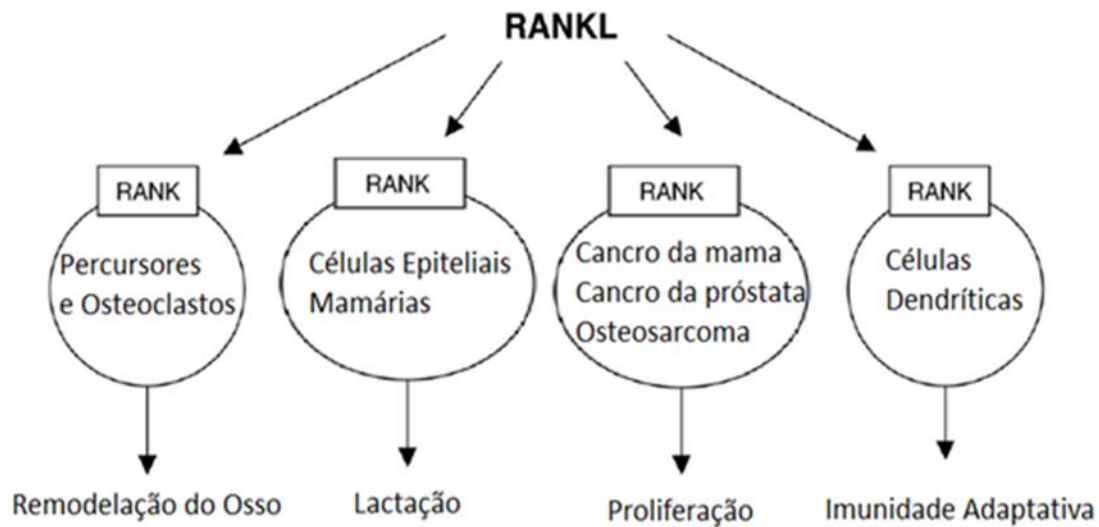 RANKL
RANK
RANK
RANK
RANK
Percursores
e Osteoclastos
Células Epiteliais
Mamárias
Cancro da mama
Cancro da próstata
Osteosarcoma
Células
Dendríticas
Remodelação do Osso
Lactação
Proliferação
Imunidade Adaptativa